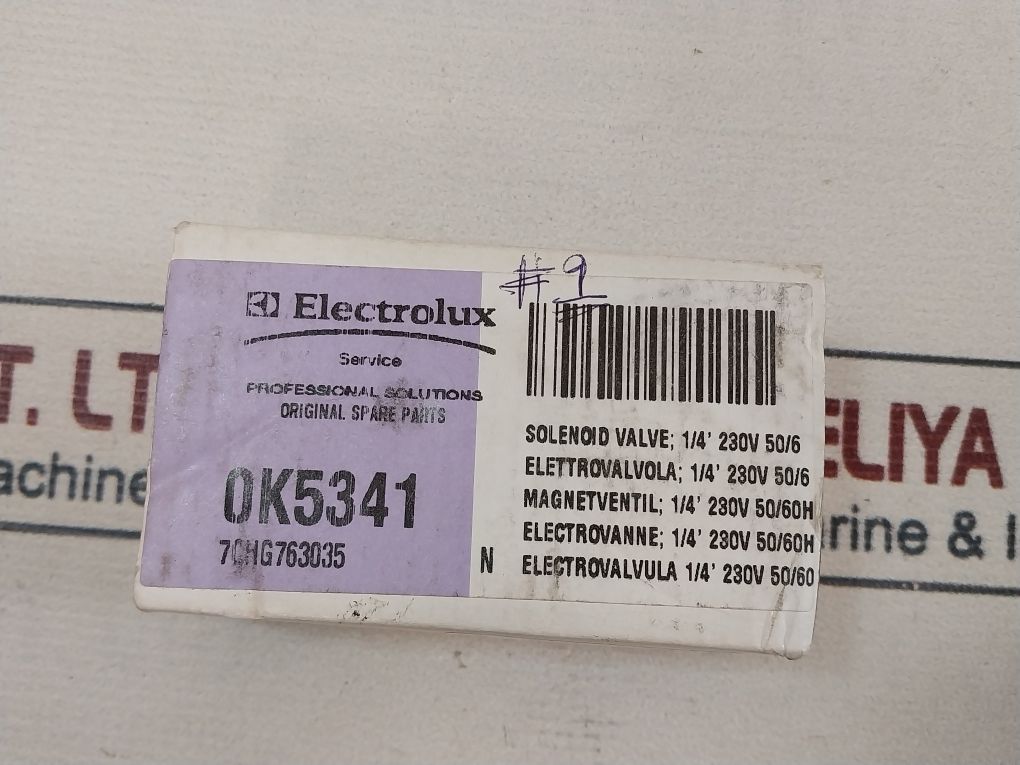 #9
Electrolux
Service
PROFESSIONAL SOLUTIONS
ORIGINAL SPARE PARTS
0K5341
7CHG763035
N
SOLENOID VALVE; 1/4' 230V 50/6
ELETTROVALVOLA; 1/4' 230V 50/6
MAGNETVENTIL; 1/4' 230V 50/60H
ELECTROVANNE; 1/4' 230V 50/60H
ELECTROVALVULA 1/4' 230V 50/60
T. LT
ELIYA
achine
rine & I